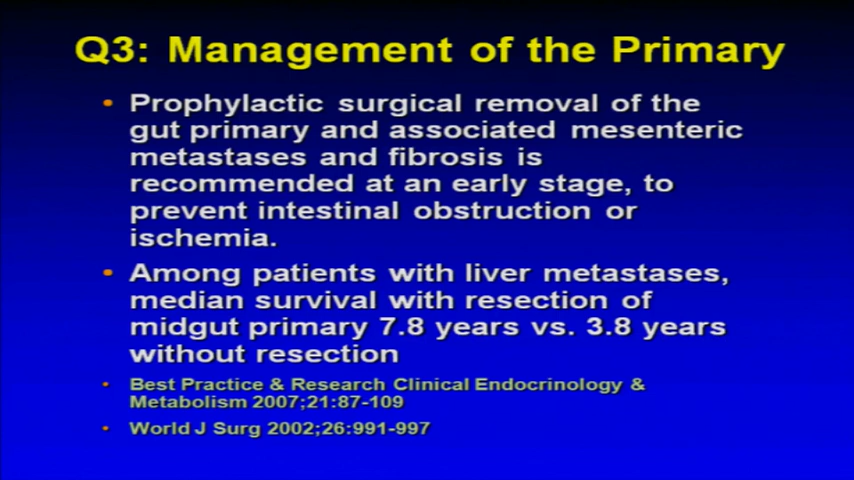 Q3: Management of the Primary
• Prophylactic surgical removal of the
gut primary and associated mesenteric
metastases and fibrosis is
recommended at an early stage, to
prevent intestinal obstruction or
ischemia.
• Among patients with liver metastases,
median survival with resection of
midgut primary 7.8 years vs. 3.8 years
without resection
• Best Practice & Research Clinical Endocrinology &
Metabolism 2007;21:87-109
• World J Surg 2002;26:991-997